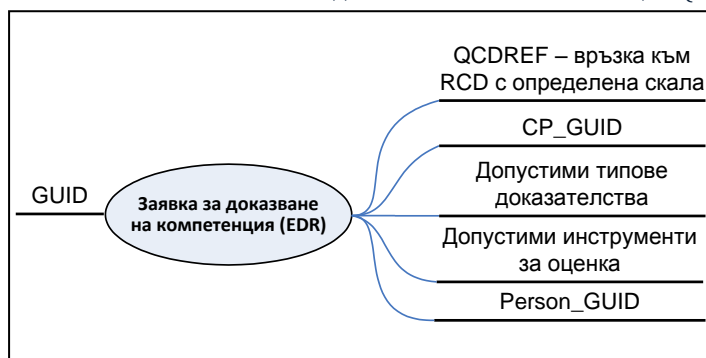 QCDREF – връзка към
RCD с определена скала
CP_GUID
GUID
Заявка за доказване
на компетенция (EDR)
Допустими типове
доказателства
Допустими инструменти
за оценка
Person_GUID